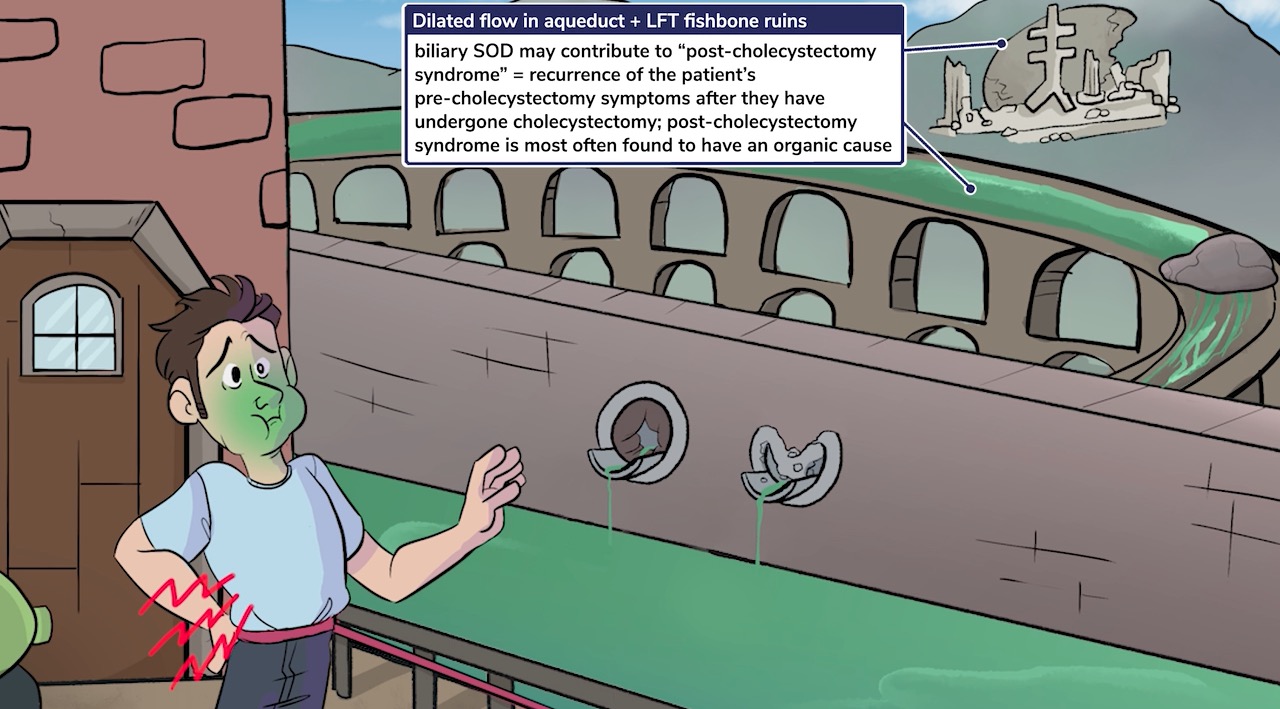 Dilated flow in aqueduct + LFT fishbone ruins
biliary SOD may contribute to “post-cholecystectomy
syndrome” = recurrence of the patient’s
pre-cholecystectomy symptoms after they have
undergone cholecystectomy; post-cholecystectomy
syndrome is most often found to have an organic cause